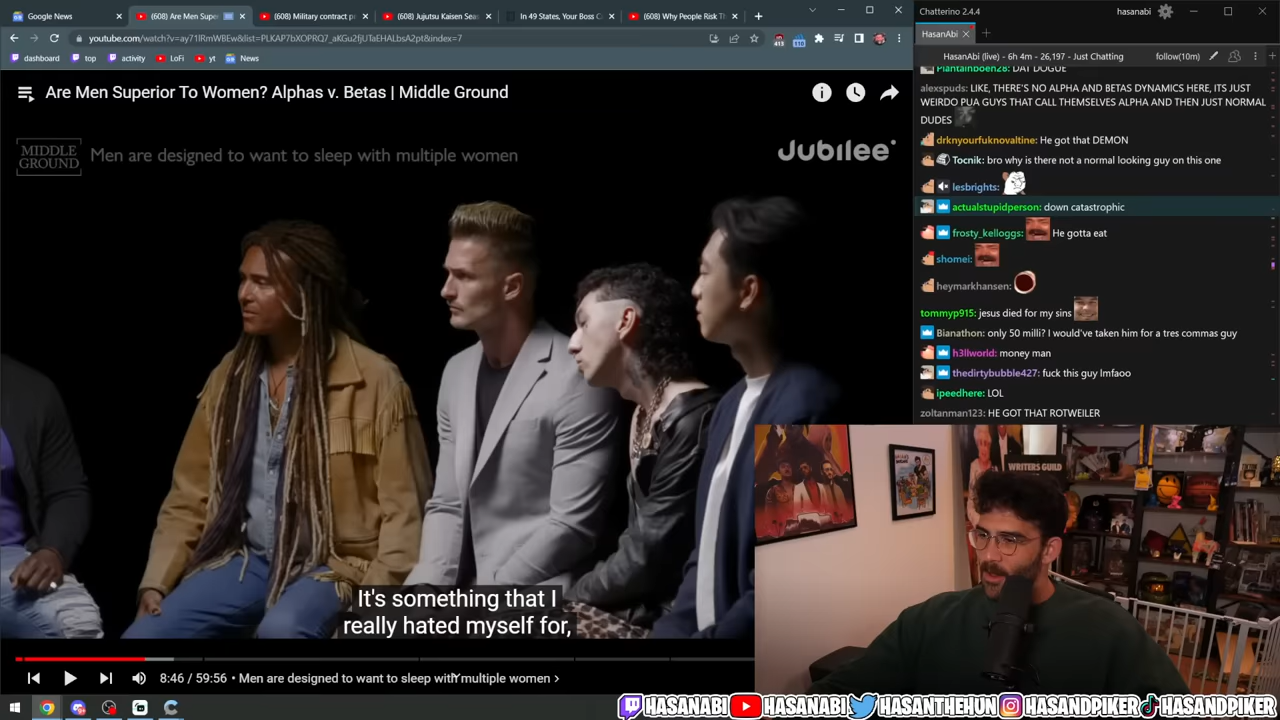 Google News
(608) Are Men Supe
(608) Military contract p
(608) Jujutsu Kaisen Sea
In 49 States, Your Boss C
(608) Why People Risk Th
youtube.com/watch?v=ay71lRmWBEw&list=PLKAP7bXOPRQ7_aKGu2fjUTaEHALbsA2pt&index=7
dashboard
top
activity
LoFi
yt
News
Are Men Superior To Women? Alphas v. Betas | Middle Ground
MIDDLE
GROUND
Men are designed to want to sleep with multiple women
Jubilee
It's something that I
really hated myself for,
8:46 / 59:56 • Men are designed to want to sleep with multiple women
Chatterino 2.4.4
hasanabi
HasanAbi
HasanAbi (live) - 6h 4m - 26,197 - Just Chatting
follow(10m)
Plantainboen28: DAT DOGUE
alexspuds: LIKE, THERE'S NO ALPHA AND BETAS DYNAMICS HERE, ITS JUST
WEIRDO PUA GUYS THAT CALL THEMSELVES ALPHA AND THEN JUST NORMAL
DUDES
drknyourfuknovaltine: He got that DEMON
Tocnik: bro why is there not a normal looking guy on this one
lesbrights:
actualstupidperson: down catastrophic
frosty_kelloggs: He gotta eat
shomei:
heymarkhansen:
tommyp915: jesus died for my sins
Bianathon: only 50 milli? I would've taken him for a tres commas guy
h3llworld: money man
thedirtybubble427: fuck this guy lmfaoo
ipeedhere: LOL
zoltanman123: HE GOT THAT ROTWEILER
WRITERS GUILD
HASANABI
HASANABI
HASANTHEHUN
HASANDPIKER
HASANDPIKER